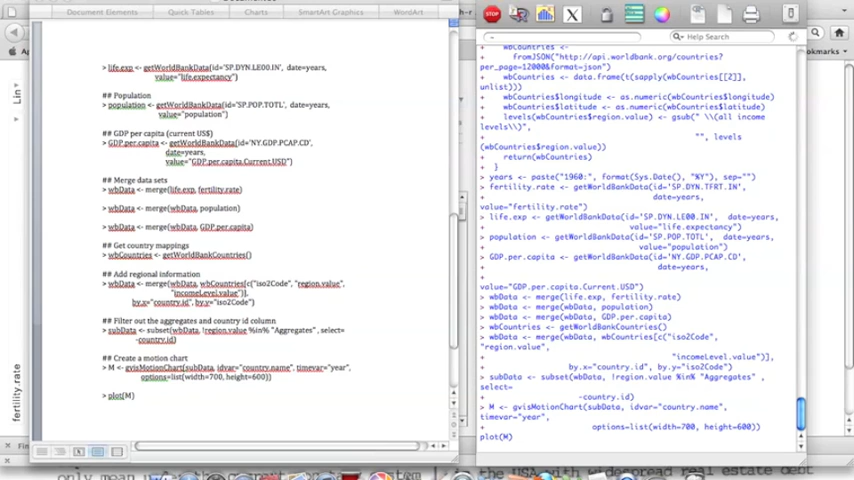 Document Elements
Quick Tables
Charts
SmartArt Graphics
WordArt
> life.exp <- getWorldBankData(id='SP.DYN.LE00.IN', date=years,
value="life.expectancy")
## Population
> population <- getWorldBankData(id='SP.POP.TOTL', date=years,
value="population")
## GDP per capita (current US$)
> GDP.per.capita <- getWorldBankData(id='NY.GDP.PCAP.CD',
date=years,
value="GDP.per.capita.Current.USD")
## Merge data sets
> wbData <- merge(life.exp, fertility.rate)
> wbData <- merge(wbData, population)
> wbData <- merge(wbData, GDP.per.capita)
## Get country mappings
> wbCountries <- getWorldBankCountries()
## Add regional information
> wbData <- merge(wbData, wbCountries[c("iso2Code", "region.value",
"incomeLevel.value")],
by.x="country.id", by.y="iso2Code")
## Filter out the aggregates and country id column
> subData <- subset(wbData, !region.value %in% "Aggregates" , select=
-country.id)
## Create a motion chart
> M <- gvisMotionChart(subData, idvar="country.name", timevar="year",
options=list(width=700, height=600))
> plot(M)
Lin
fertility.rate
Fin
Help Search
okmarks
+ wbCountries <-
+ fromJSON("http://api.worldbank.org/countries?
per_page=12000&format=json")
+ wbCountries <- data.frame(t(sapply(wbCountries[[2]],
unlist)))
+ wbCountries$longitude <- as.numeric(wbCountries$longitude)
+ wbCountries$latitude <- as.numeric(wbCountries$latitude)
+ levels(wbCountries$region.value) <- gsub(" \\(all income
levels\\)",
+ "", levels
(wbCountries$region.value))
+ return(wbCountries)
+ }
> years <- paste("1960:", format(Sys.Date(), "%Y"), sep="")
> fertility.rate <- getWorldBankData(id='SP.DYN.TFRT.IN',
+ date=years,
value="fertility.rate")
> life.exp <- getWorldBankData(id='SP.DYN.LE00.IN', date=years,
+ value="life.expectancy")
> population <- getWorldBankData(id='SP.POP.TOTL', date=years,
+ value="population")
> GDP.per.capita <- getWorldBankData(id='NY.GDP.PCAP.CD',
+ date=years,
+
value="GDP.per.capita.Current.USD")
> wbData <- merge(life.exp, fertility.rate)
> wbData <- merge(wbData, population)
> wbData <- merge(wbData, GDP.per.capita)
> wbCountries <- getWorldBankCountries()
> wbData <- merge(wbData, wbCountries[c("iso2Code",
"region.value",
+ "incomeLevel.value")],
+ by.x="country.id", by.y="iso2Code")
> subData <- subset(wbData, !region.value %in% "Aggregates" ,
select=
+ -country.id)
> M <- gvisMotionChart(subData, idvar="country.name",
timevar="year",
+ options=list(width=700, height=600))
plot(M)